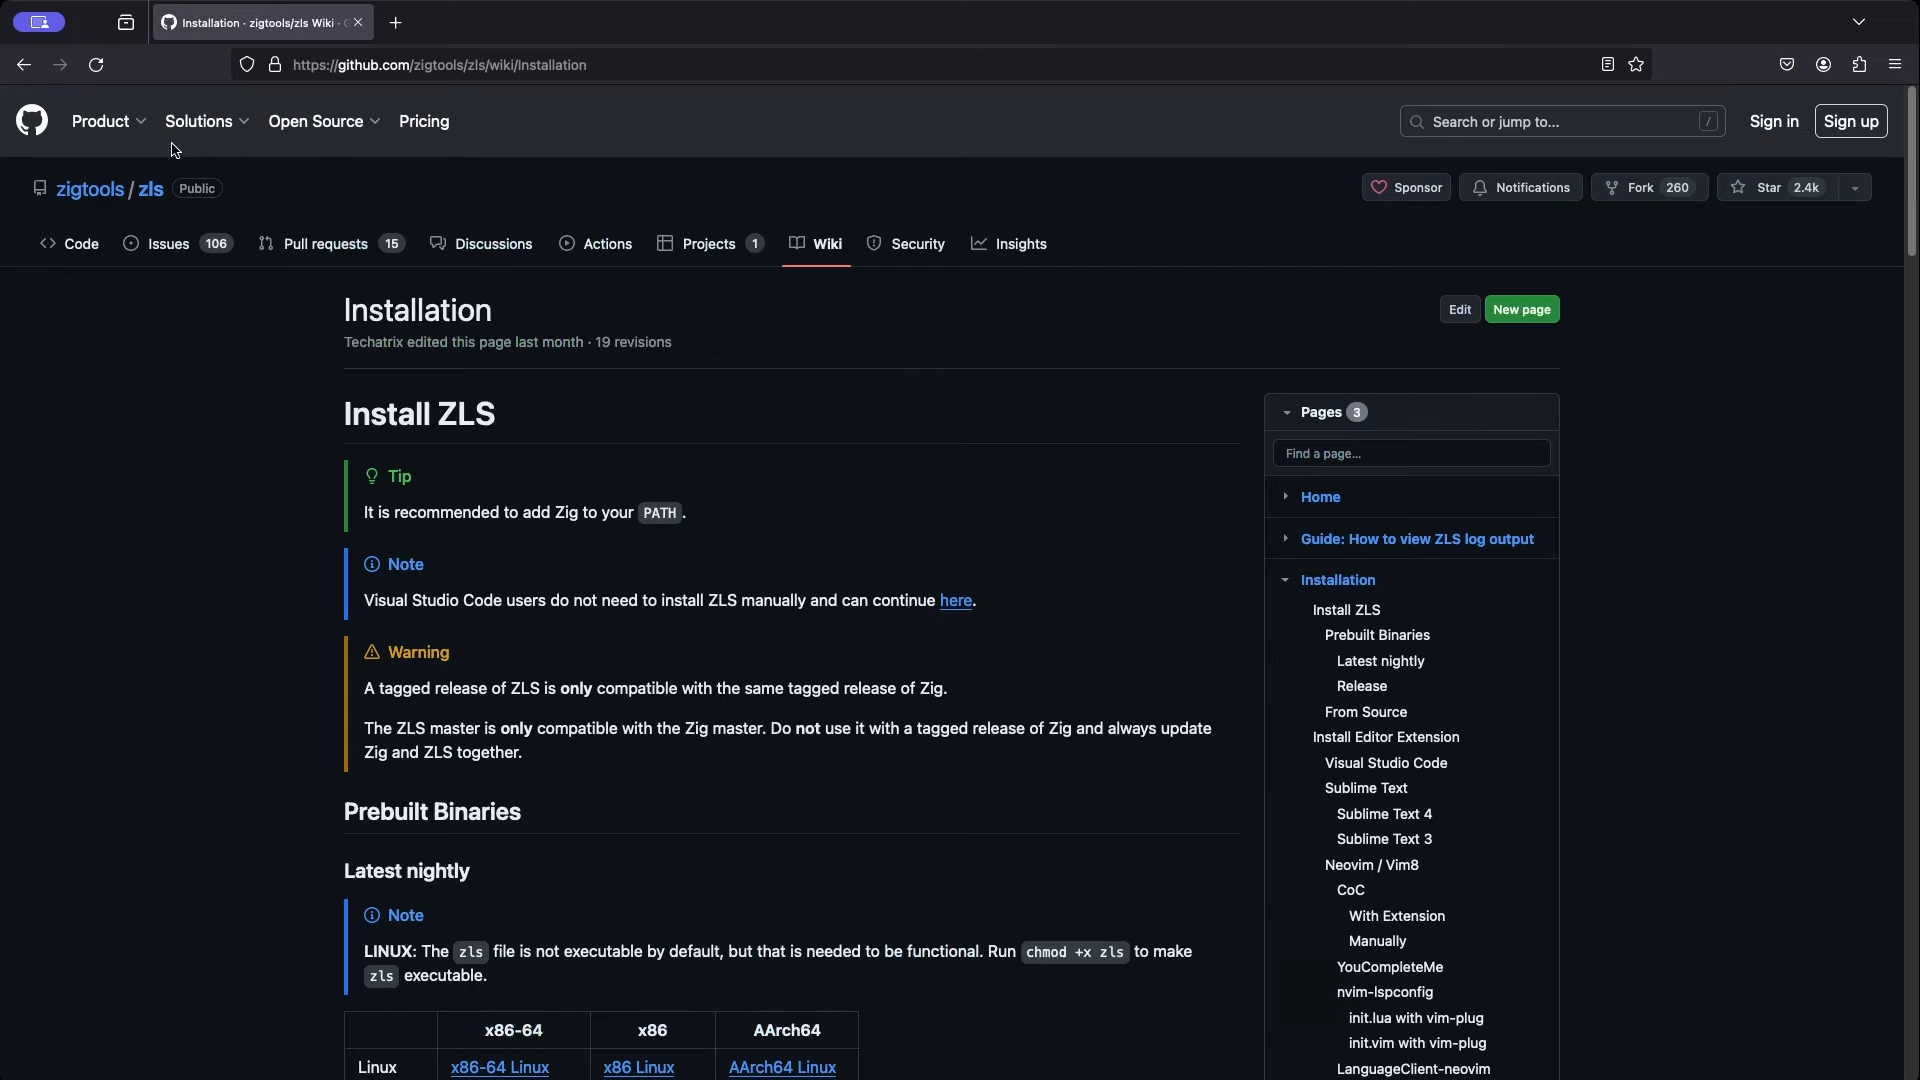 Installation · zigtools/zls Wiki ·
https://github.com/zigtools/zls/wiki/Installation
Product Solutions Open Source Pricing Search or jump to... / Sign in Sign up
zigtools / zls Public Sponsor Notifications Fork 260 Star 2.4k
Code Issues 106 Pull requests 15 Discussions Actions Projects 1 Wiki Security Insights
Installation
Edit New page
Techatrix edited this page last month · 19 revisions
Install ZLS
Tip
It is recommended to add Zig to your PATH.
Note
Visual Studio Code users do not need to install ZLS manually and can continue here.
Warning
A tagged release of ZLS is only compatible with the same tagged release of Zig.
The ZLS master is only compatible with the Zig master. Do not use it with a tagged release of Zig and always update
Zig and ZLS together.
Prebuilt Binaries
Latest nightly
Note
LINUX: The zls file is not executable by default, but that is needed to be functional. Run chmod +x zls to make
zls executable.
x86-64 x86 AArch64
Linux x86-64 Linux x86 Linux AArch64 Linux
Pages 3
Find a page...
Home
Guide: How to view ZLS log output
Installation
Install ZLS
Prebuilt Binaries
Latest nightly
Release
From Source
Install Editor Extension
Visual Studio Code
Sublime Text
Sublime Text 4
Sublime Text 3
Neovim / Vim8
CoC
With Extension
Manually
YouCompleteMe
nvim-lspconfig
init.lua with vim-plug
init.vim with vim-plug
LanguageClient-neovim